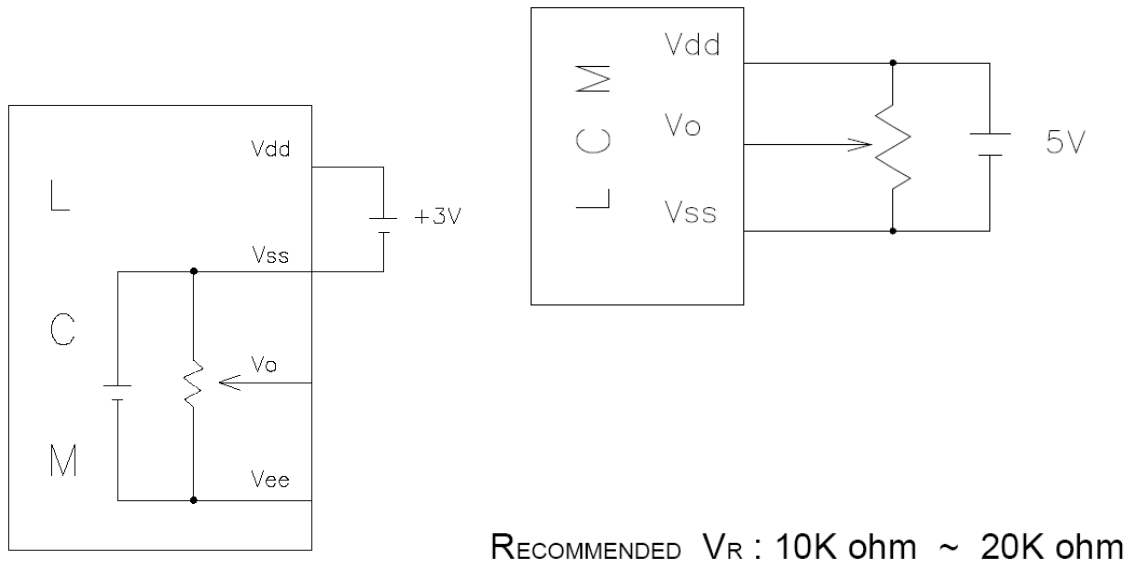 Vdd
L
+3V
Vss
C
Vo
M
Vee
Vdd
L C M
Vo
5V
Vss
RECOMMENDED VR : 10K ohm ~ 20K ohm